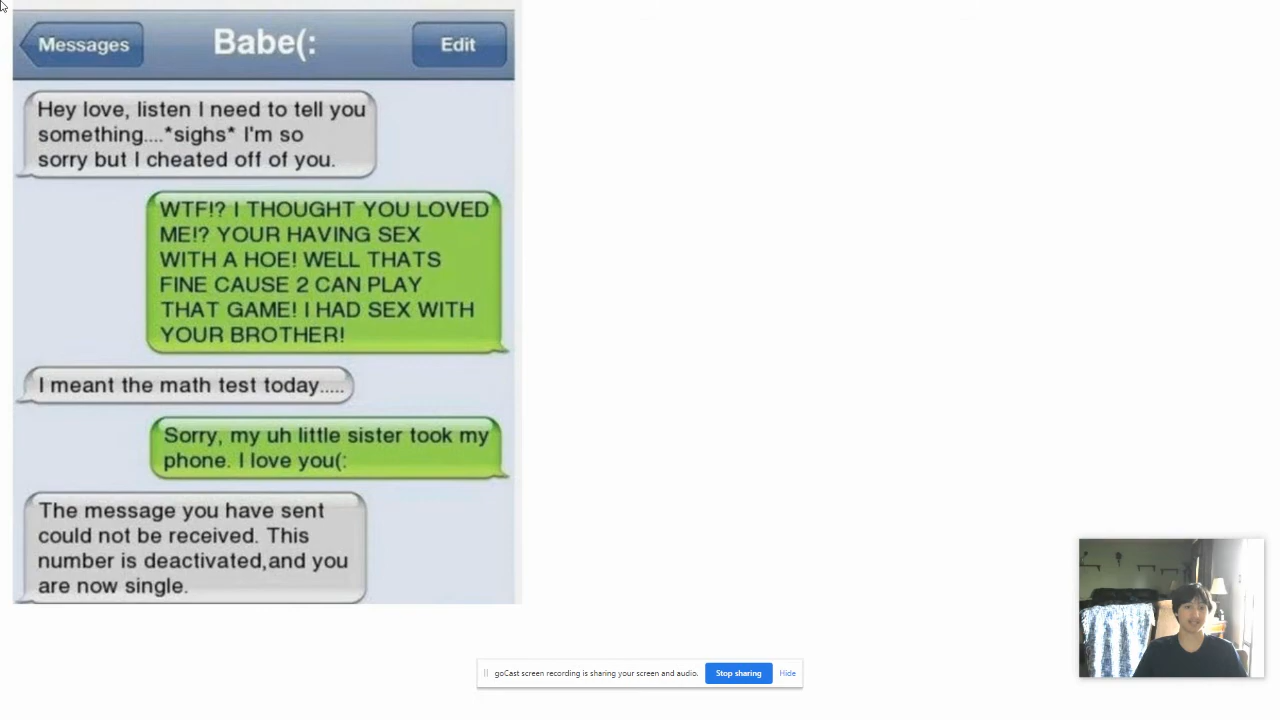 Messages
Babe(:
Edit
Hey love, listen I need to tell you
something....*sighs* I'm so
sorry but I cheated off of you.
WTF!? I THOUGHT YOU LOVED
ME!? YOUR HAVING SEX
WITH A HOE! WELL THATS
FINE CAUSE 2 CAN PLAY
THAT GAME! I HAD SEX WITH
YOUR BROTHER!
I meant the math test today.....
Sorry, my uh little sister took my
phone. I love you(:
The message you have sent
could not be received. This
number is deactivated,and you
are now single.
goCast screen recording is sharing your screen and audio.
Stop sharing
Hide